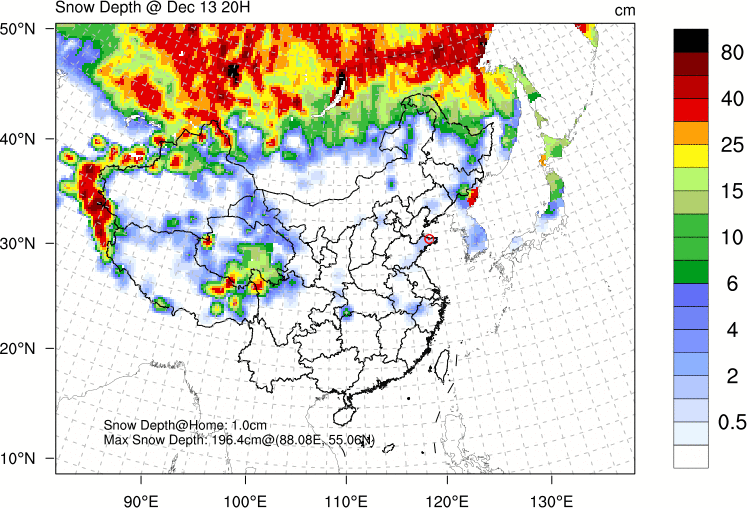 Snow Depth @ Dec 13 20H
cm
50°N
40°N
30°N
20°N
10°N
80
40
25
15
10
6
4
2
0.5
Snow Depth@Home: 1.0cm
Max Snow Depth: 196.4cm@(88.08E, 55.06N)
90°E
100°E
110°E
120°E
130°E